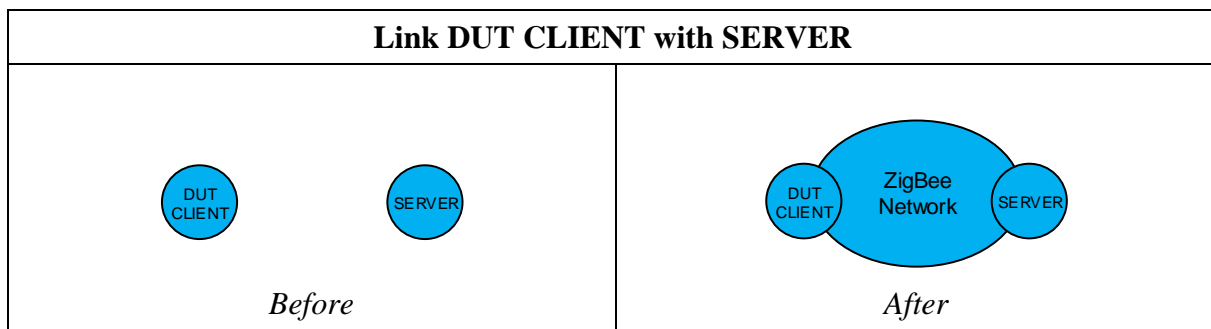 Link DUT CLIENT with SERVER
DUT
CLIENT
SERVER
Before
DUT
CLIENT
ZigBee
Network
SERVER
After